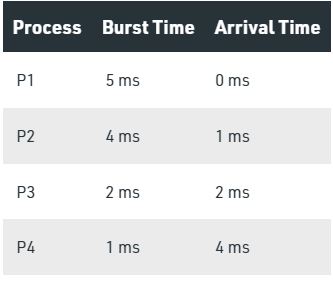 Process Burst Time Arrival Time
P1 5 ms 0 ms
P2 4 ms 1 ms
P3 2 ms 2 ms
P4 1 ms 4 ms